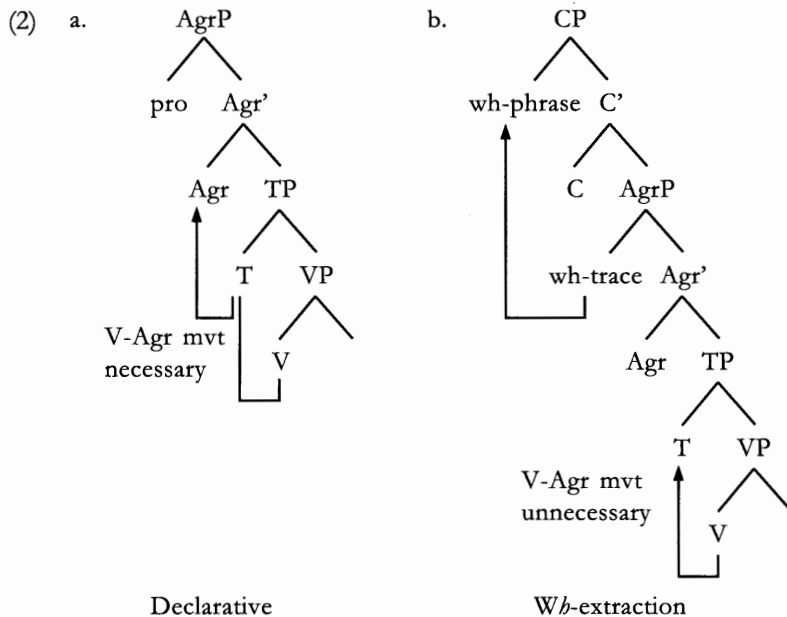 (2) a. AgrP b. CP
pro Agr’ wh-phrase C’
Agr TP C AgrP
T VP wh-trace Agr’
V-Agr mvt
necessary V Agr TP
T VP
V-Agr mvt
unnecessary V
Declarative Wh-extraction